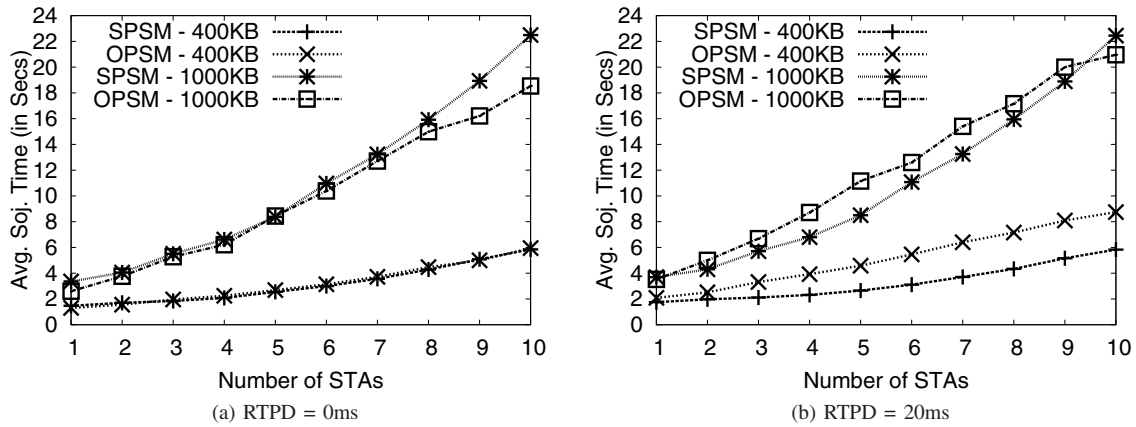 Avg. Soj. Time (in Secs)
24
22
20
18
16
14
12
10
8
6
4
2
0
SPSM - 400KB
OPSM - 400KB
SPSM - 1000KB
OPSM - 1000KB
1 2 3 4 5 6 7 8 9 10
Number of STAs
(a) RTPD = 0ms
Avg. Soj. Time (in Secs)
24
22
20
18
16
14
12
10
8
6
4
2
0
SPSM - 400KB
OPSM - 400KB
SPSM - 1000KB
OPSM - 1000KB
1 2 3 4 5 6 7 8 9 10
Number of STAs
(b) RTPD = 20ms